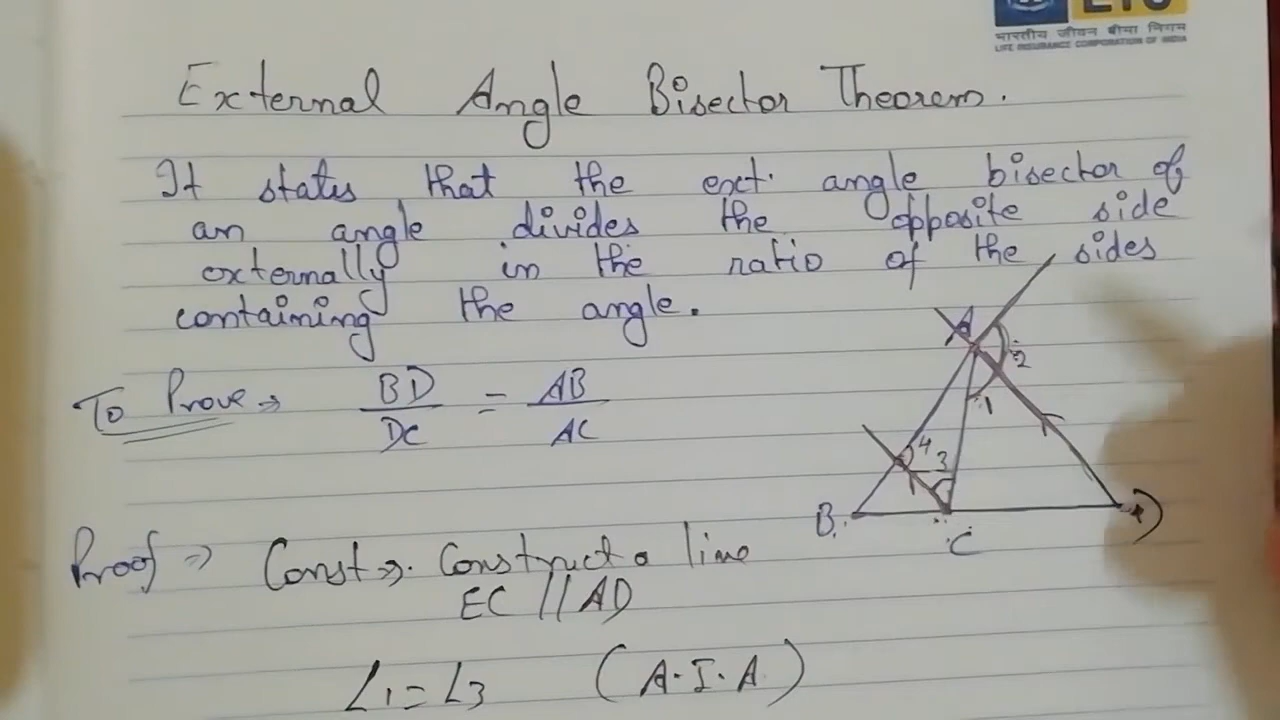 भारतीय जीवन बीमा निगम
LIFE INSURANCE CORPORATION OF INDIA
External Angle Bisector Theorem.
It states that the ext. angle bisector of
an angle divides the opposite side
externally in the ratio of the sides
containing the angle.
To Prove ⇒ BD/DC = AB/AC
A
2
1
4
3
B
C
D
Proof ⇒ Const ⇒. Construct a line
EC // AD
∠1 = ∠3 (A.I.A)